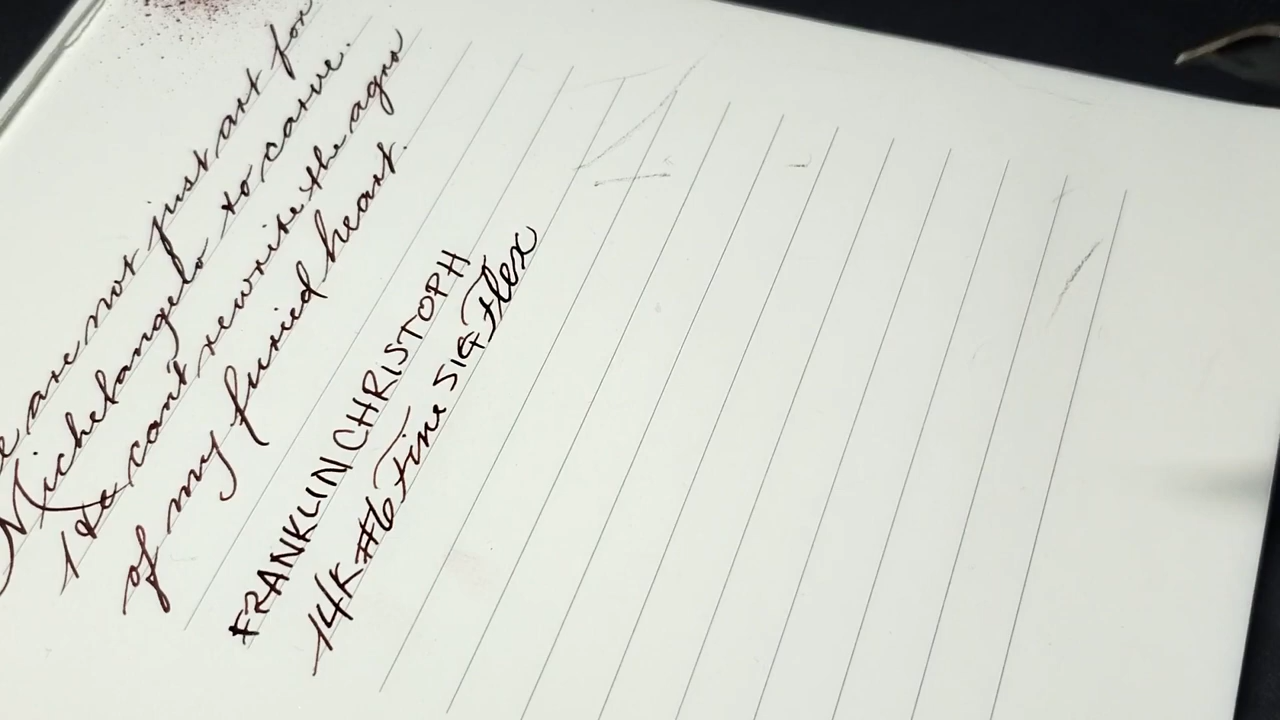 are not just art for
Michelangelo to carve.
can't rewrite the agro
of my furied heart.
FRANKLIN CHRISTOPH
14K #6 Fine SIG Flex